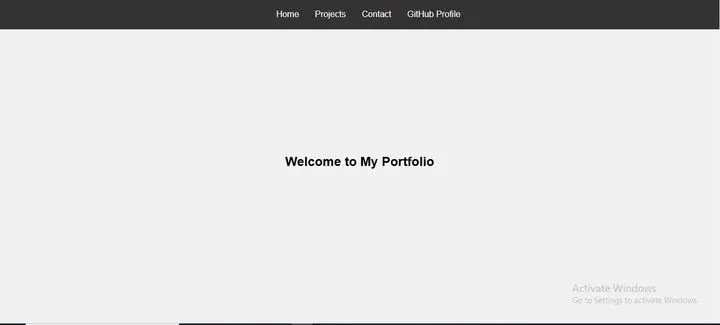 Home Projects Contact GitHub Profile
Welcome to My Portfolio
Activate Windows
Go to Settings to activate Windows.